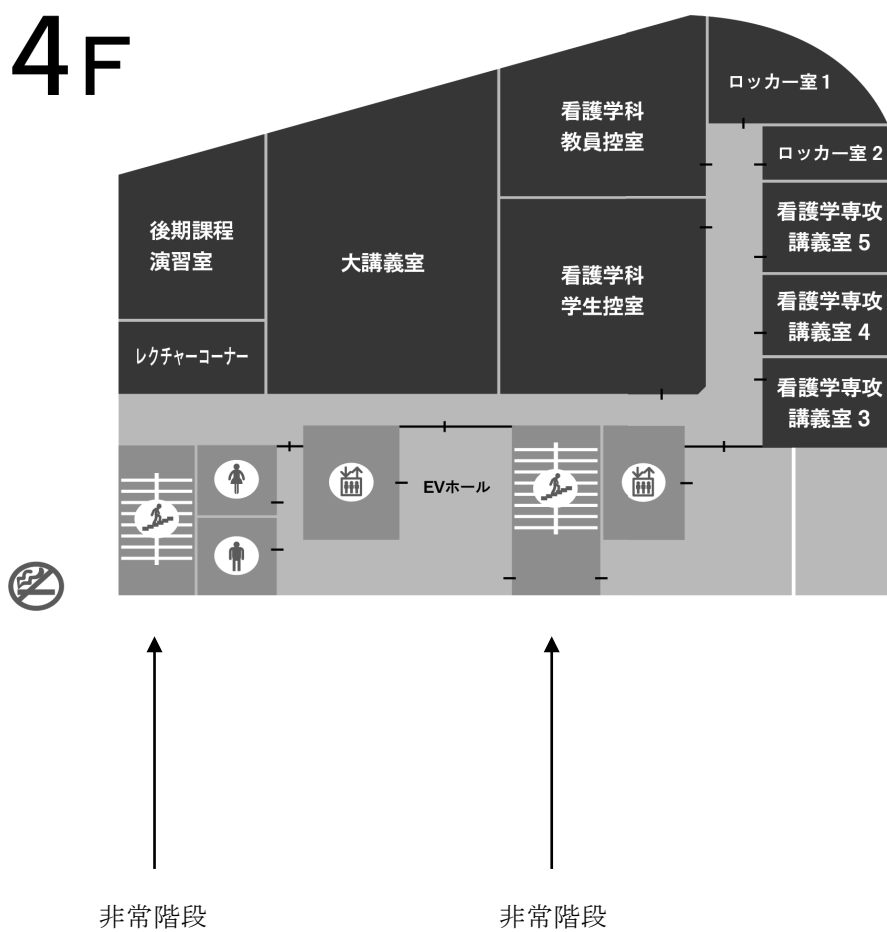 4F
ロッカー室1
看護学科
教員控室
ロッカー室2
看護学専攻
講義室5
後期課程
演習室
大講義室
看護学科
学生控室
看護学専攻
講義室4
レクチャーコーナー
看護学専攻
講義室3
EVホール
非常階段
非常階段